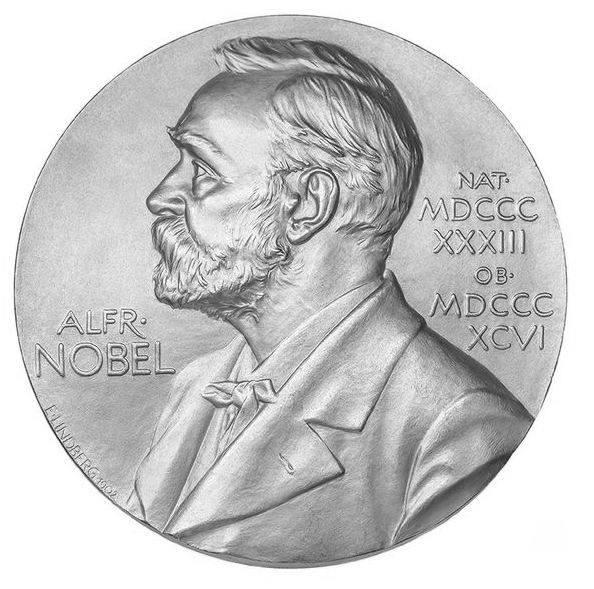 ALFR·
NOBEL
NAT·
MDCCC
XXXIII
OB·
MDCCC
XCVI
E·LINDBERG 1902